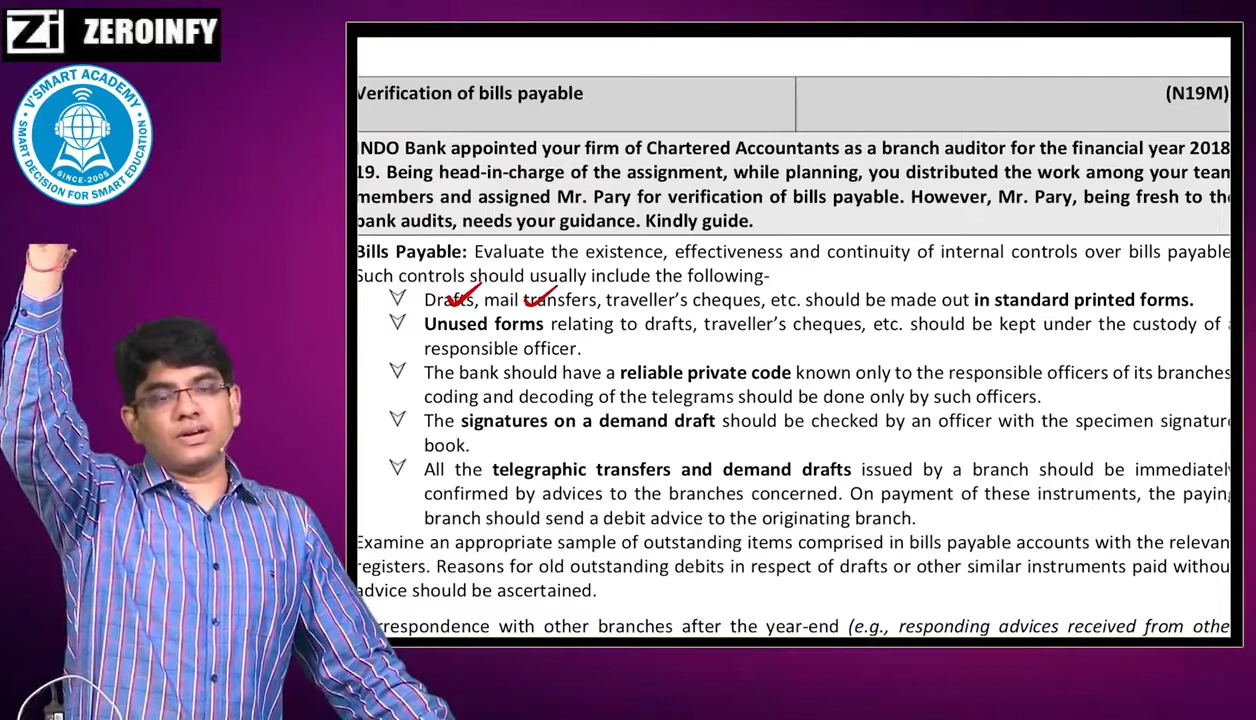 Zi ZEROINFY
V'SMART ACADEMY
SINCE-2005
SMART DECISION FOR SMART EDUCATION
Verification of bills payable (N19M)
INDO Bank appointed your firm of Chartered Accountants as a branch auditor for the financial year 2018
19. Being head-in-charge of the assignment, while planning, you distributed the work among your team
members and assigned Mr. Pary for verification of bills payable. However, Mr. Pary, being fresh to the
bank audits, needs your guidance. Kindly guide.
Bills Payable: Evaluate the existence, effectiveness and continuity of internal controls over bills payable
Such controls should usually include the following-
Drafts, mail transfers, traveller's cheques, etc. should be made out in standard printed forms.
Unused forms relating to drafts, traveller's cheques, etc. should be kept under the custody of a
responsible officer.
The bank should have a reliable private code known only to the responsible officers of its branches
coding and decoding of the telegrams should be done only by such officers.
The signatures on a demand draft should be checked by an officer with the specimen signature
book.
All the telegraphic transfers and demand drafts issued by a branch should be immediately
confirmed by advices to the branches concerned. On payment of these instruments, the paying
branch should send a debit advice to the originating branch.
Examine an appropriate sample of outstanding items comprised in bills payable accounts with the relevan
registers. Reasons for old outstanding debits in respect of drafts or other similar instruments paid withou
advice should be ascertained.
rrespondence with other branches after the year-end (e.g., responding advices received from othe